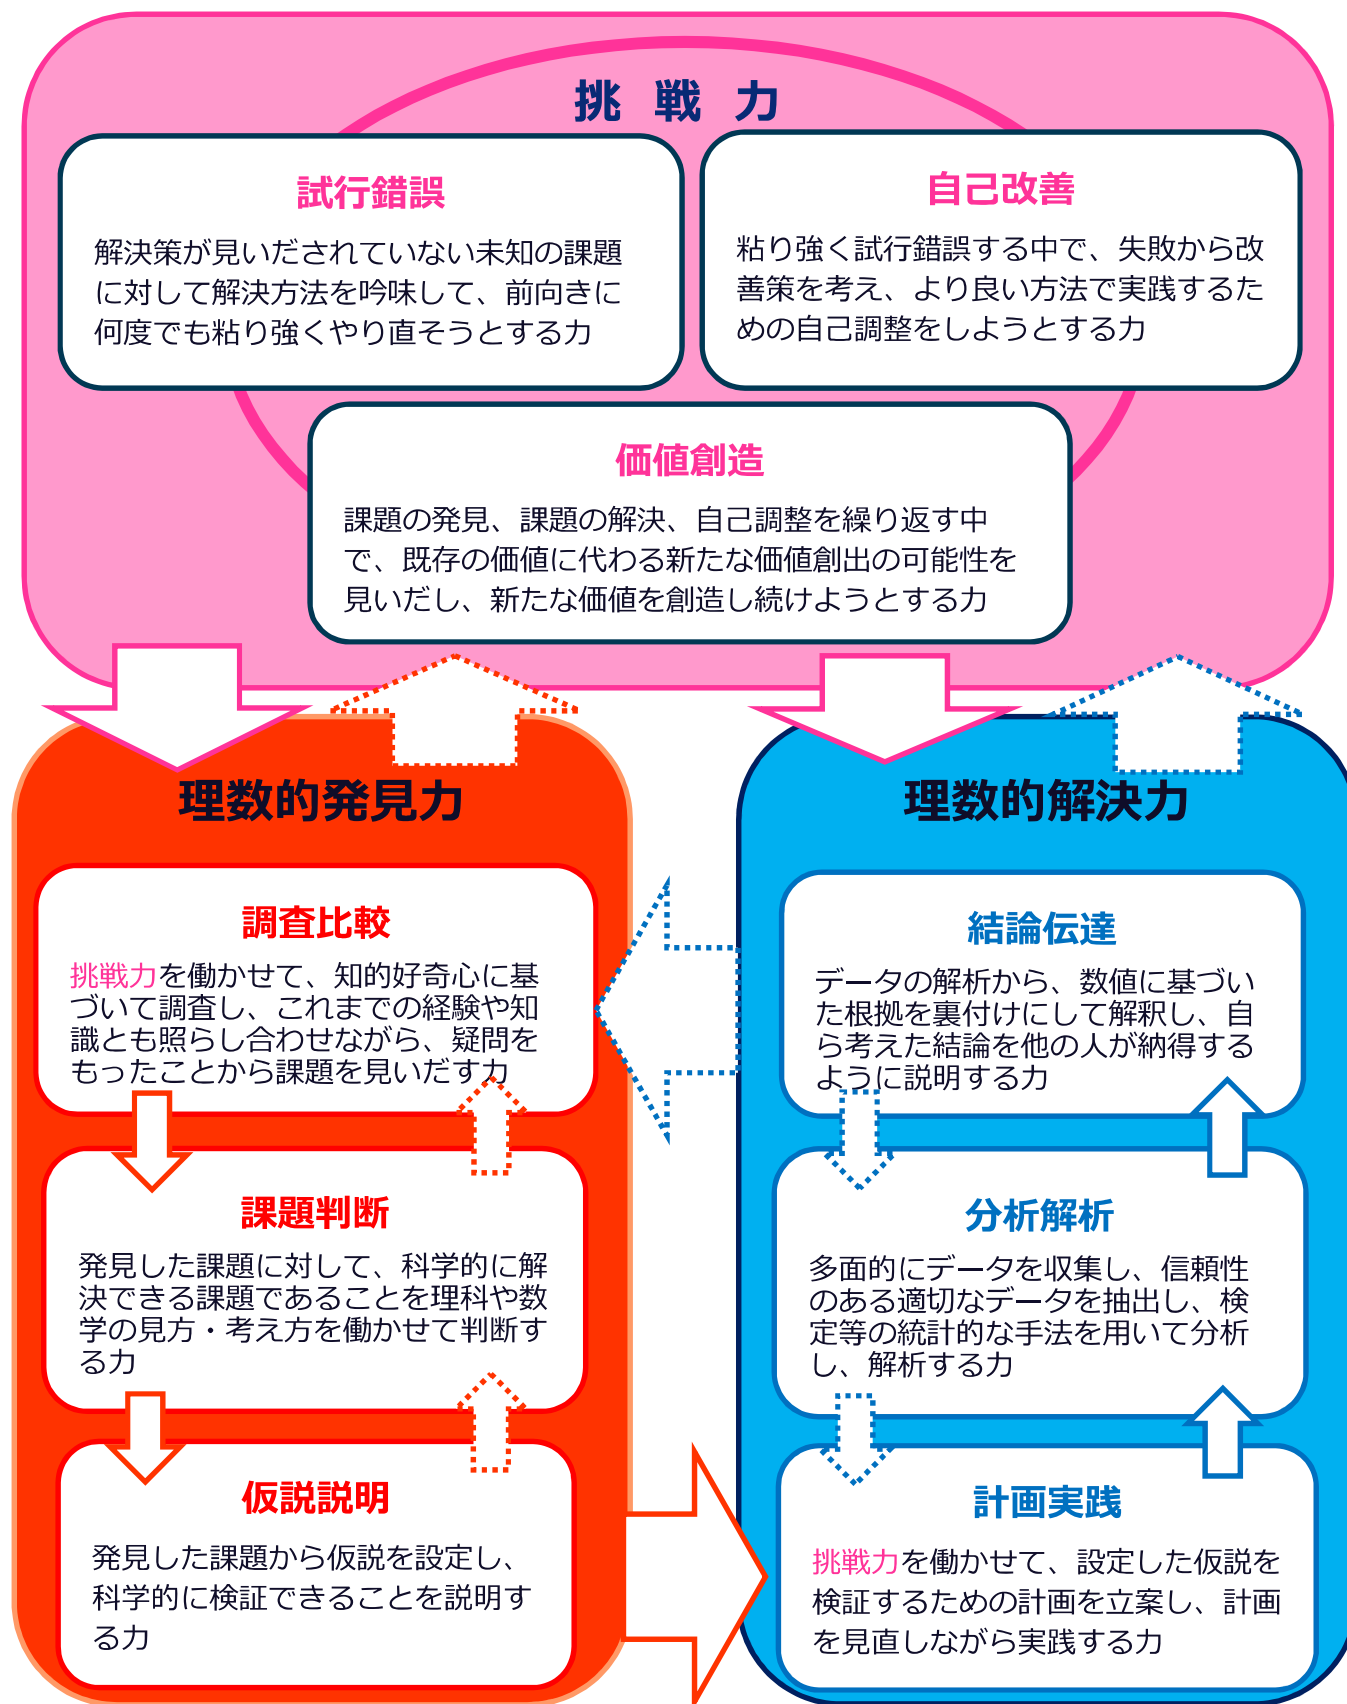 挑 戦 力
試行錯誤
解決策が見いだされていない未知の課題
に対して解決方法を吟味して、前向きに
何度でも粘り強くやり直そうとする力
自己改善
粘り強く試行錯誤する中で、失敗から改
善策を考え、より良い方法で実践するた
めの自己調整をしようとする力
価値創造
課題の発見、課題の解決、自己調整を繰り返す中
で、既存の価値に代わる新たな価値創出の可能性を
見いだし、新たな価値を創造し続けようとする力
理数的発見力
調査比較
挑戦力を働かせて、知的好奇心に基
づいて調査し、これまでの経験や知
識とも照らし合わせながら、疑問を
もったことから課題を見いだす力
課題判断
発見した課題に対して、科学的に解
決できる課題であることを理科や数
学の見方・考え方を働かせて判断す
る力
仮説説明
発見した課題から仮説を設定し、
科学的に検証できることを説明す
る力
理数的解決力
結論伝達
データの解析から、数値に基づい
た根拠を裏付けにして解釈し、自
ら考えた結論を他の人が納得する
ように説明する力
分析解析
多面的にデータを収集し、信頼性
のある適切なデータを抽出し、検
定等の統計的な手法を用いて分析
し、解析する力
計画実践
挑戦力を働かせて、設定した仮説を
検証するための計画を立案し、計画
を見直しながら実践する力